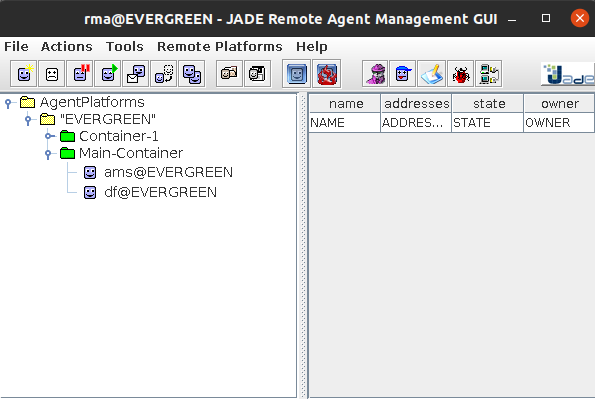 rma@EVERGREEN - JADE Remote Agent Management GUI
File Actions Tools Remote Platforms Help
Jade
AgentPlatforms
"EVERGREEN"
Container-1
Main-Container
ams@EVERGREEN
df@EVERGREEN
name addresses state owner
NAME ADDRES... STATE OWNER